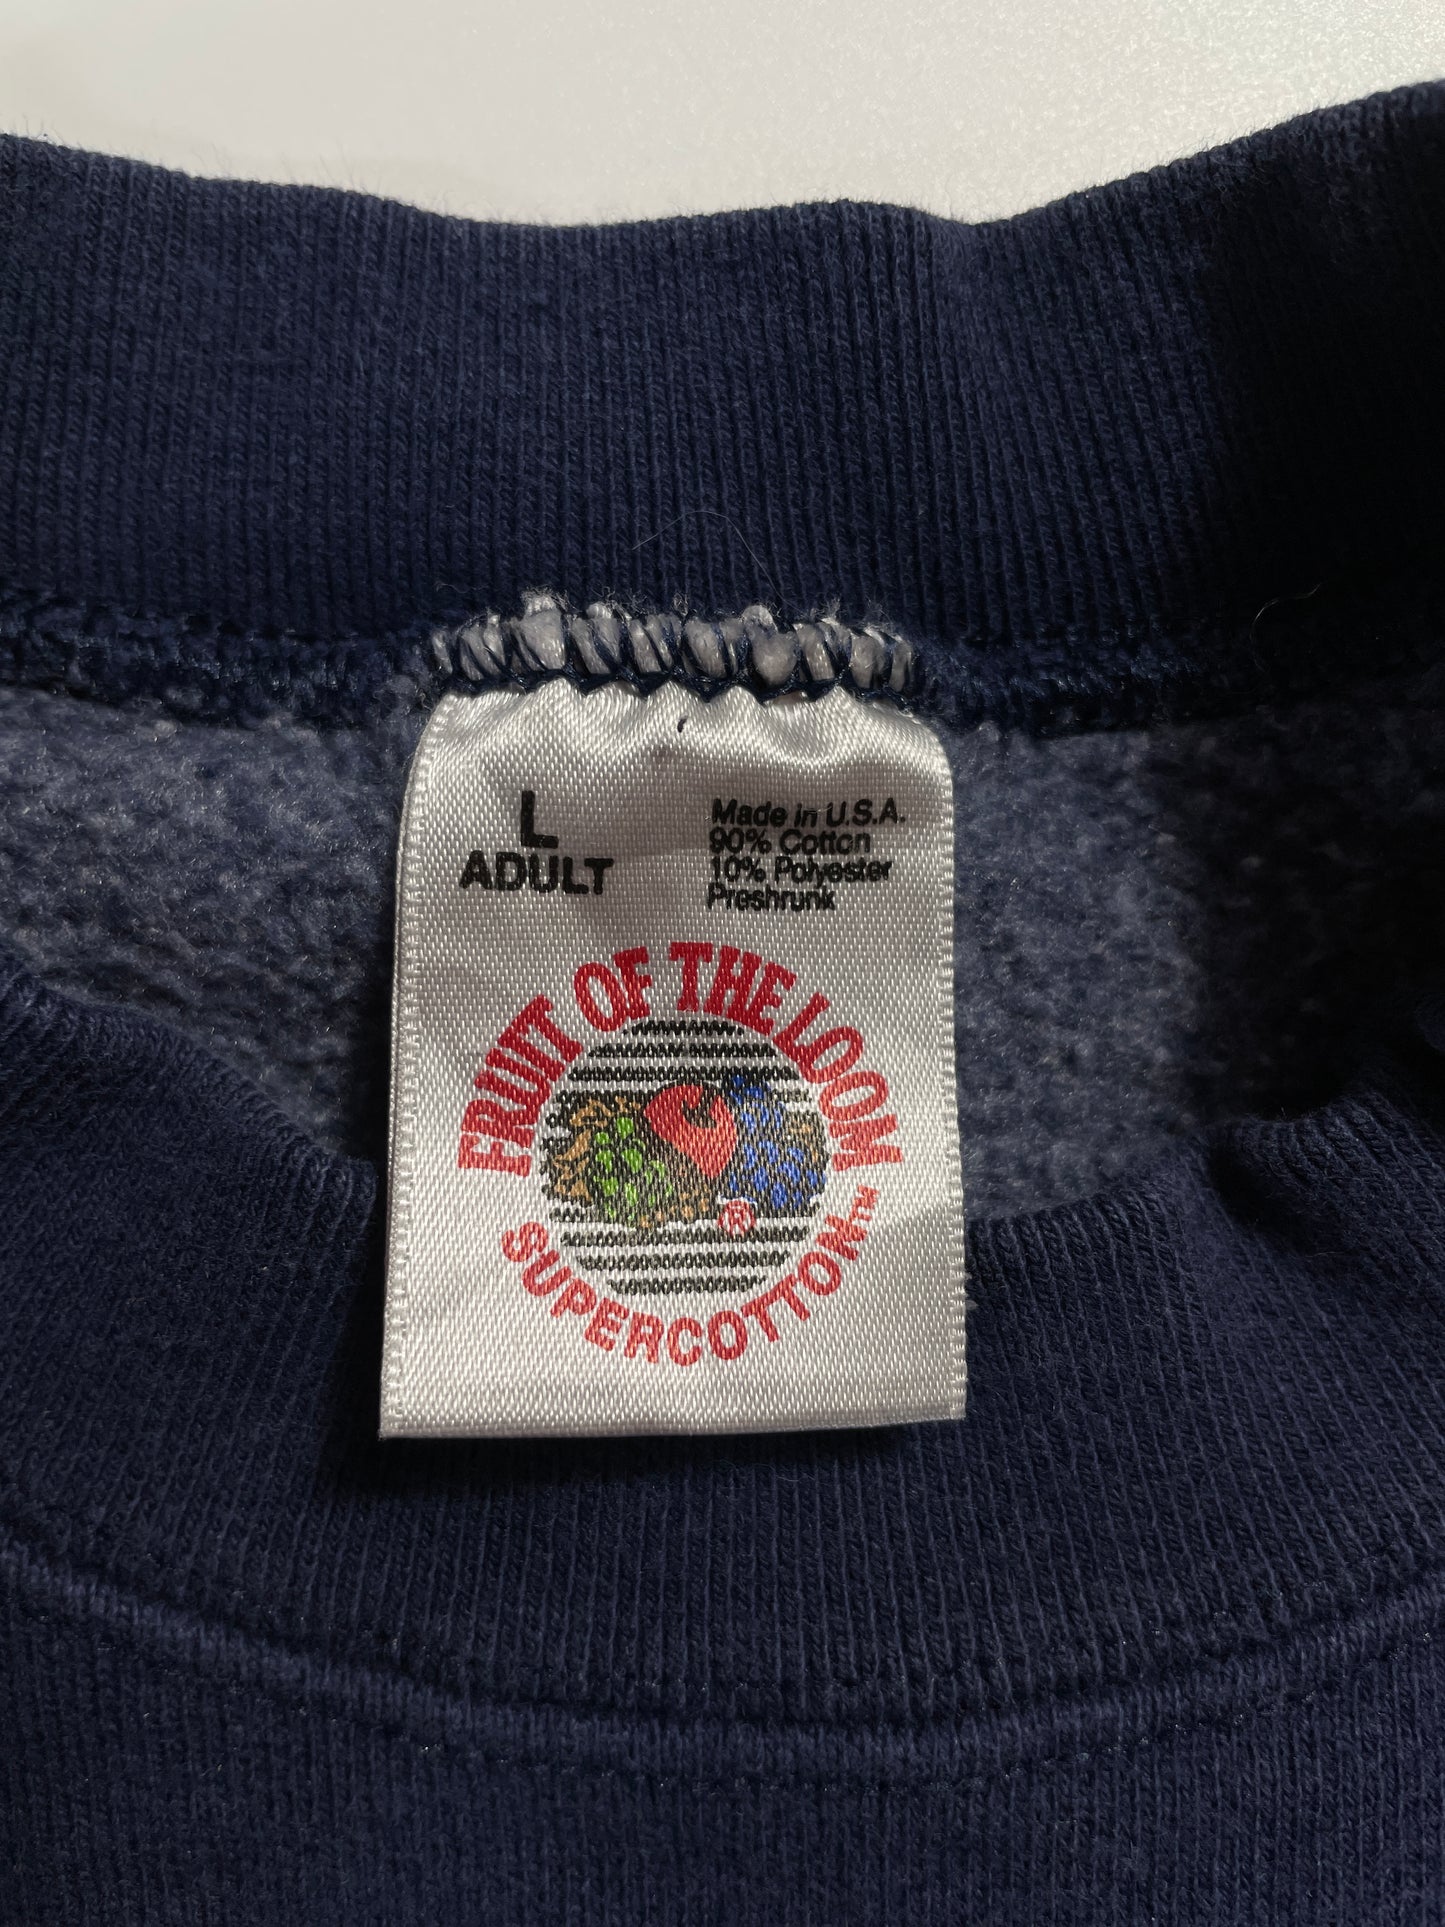 L
ADULT
Made in U.S.A.
90% Cotton
10% Polyester
Preshrunk
FRUIT OF THE LOOM
®
SUPERCOTTON™